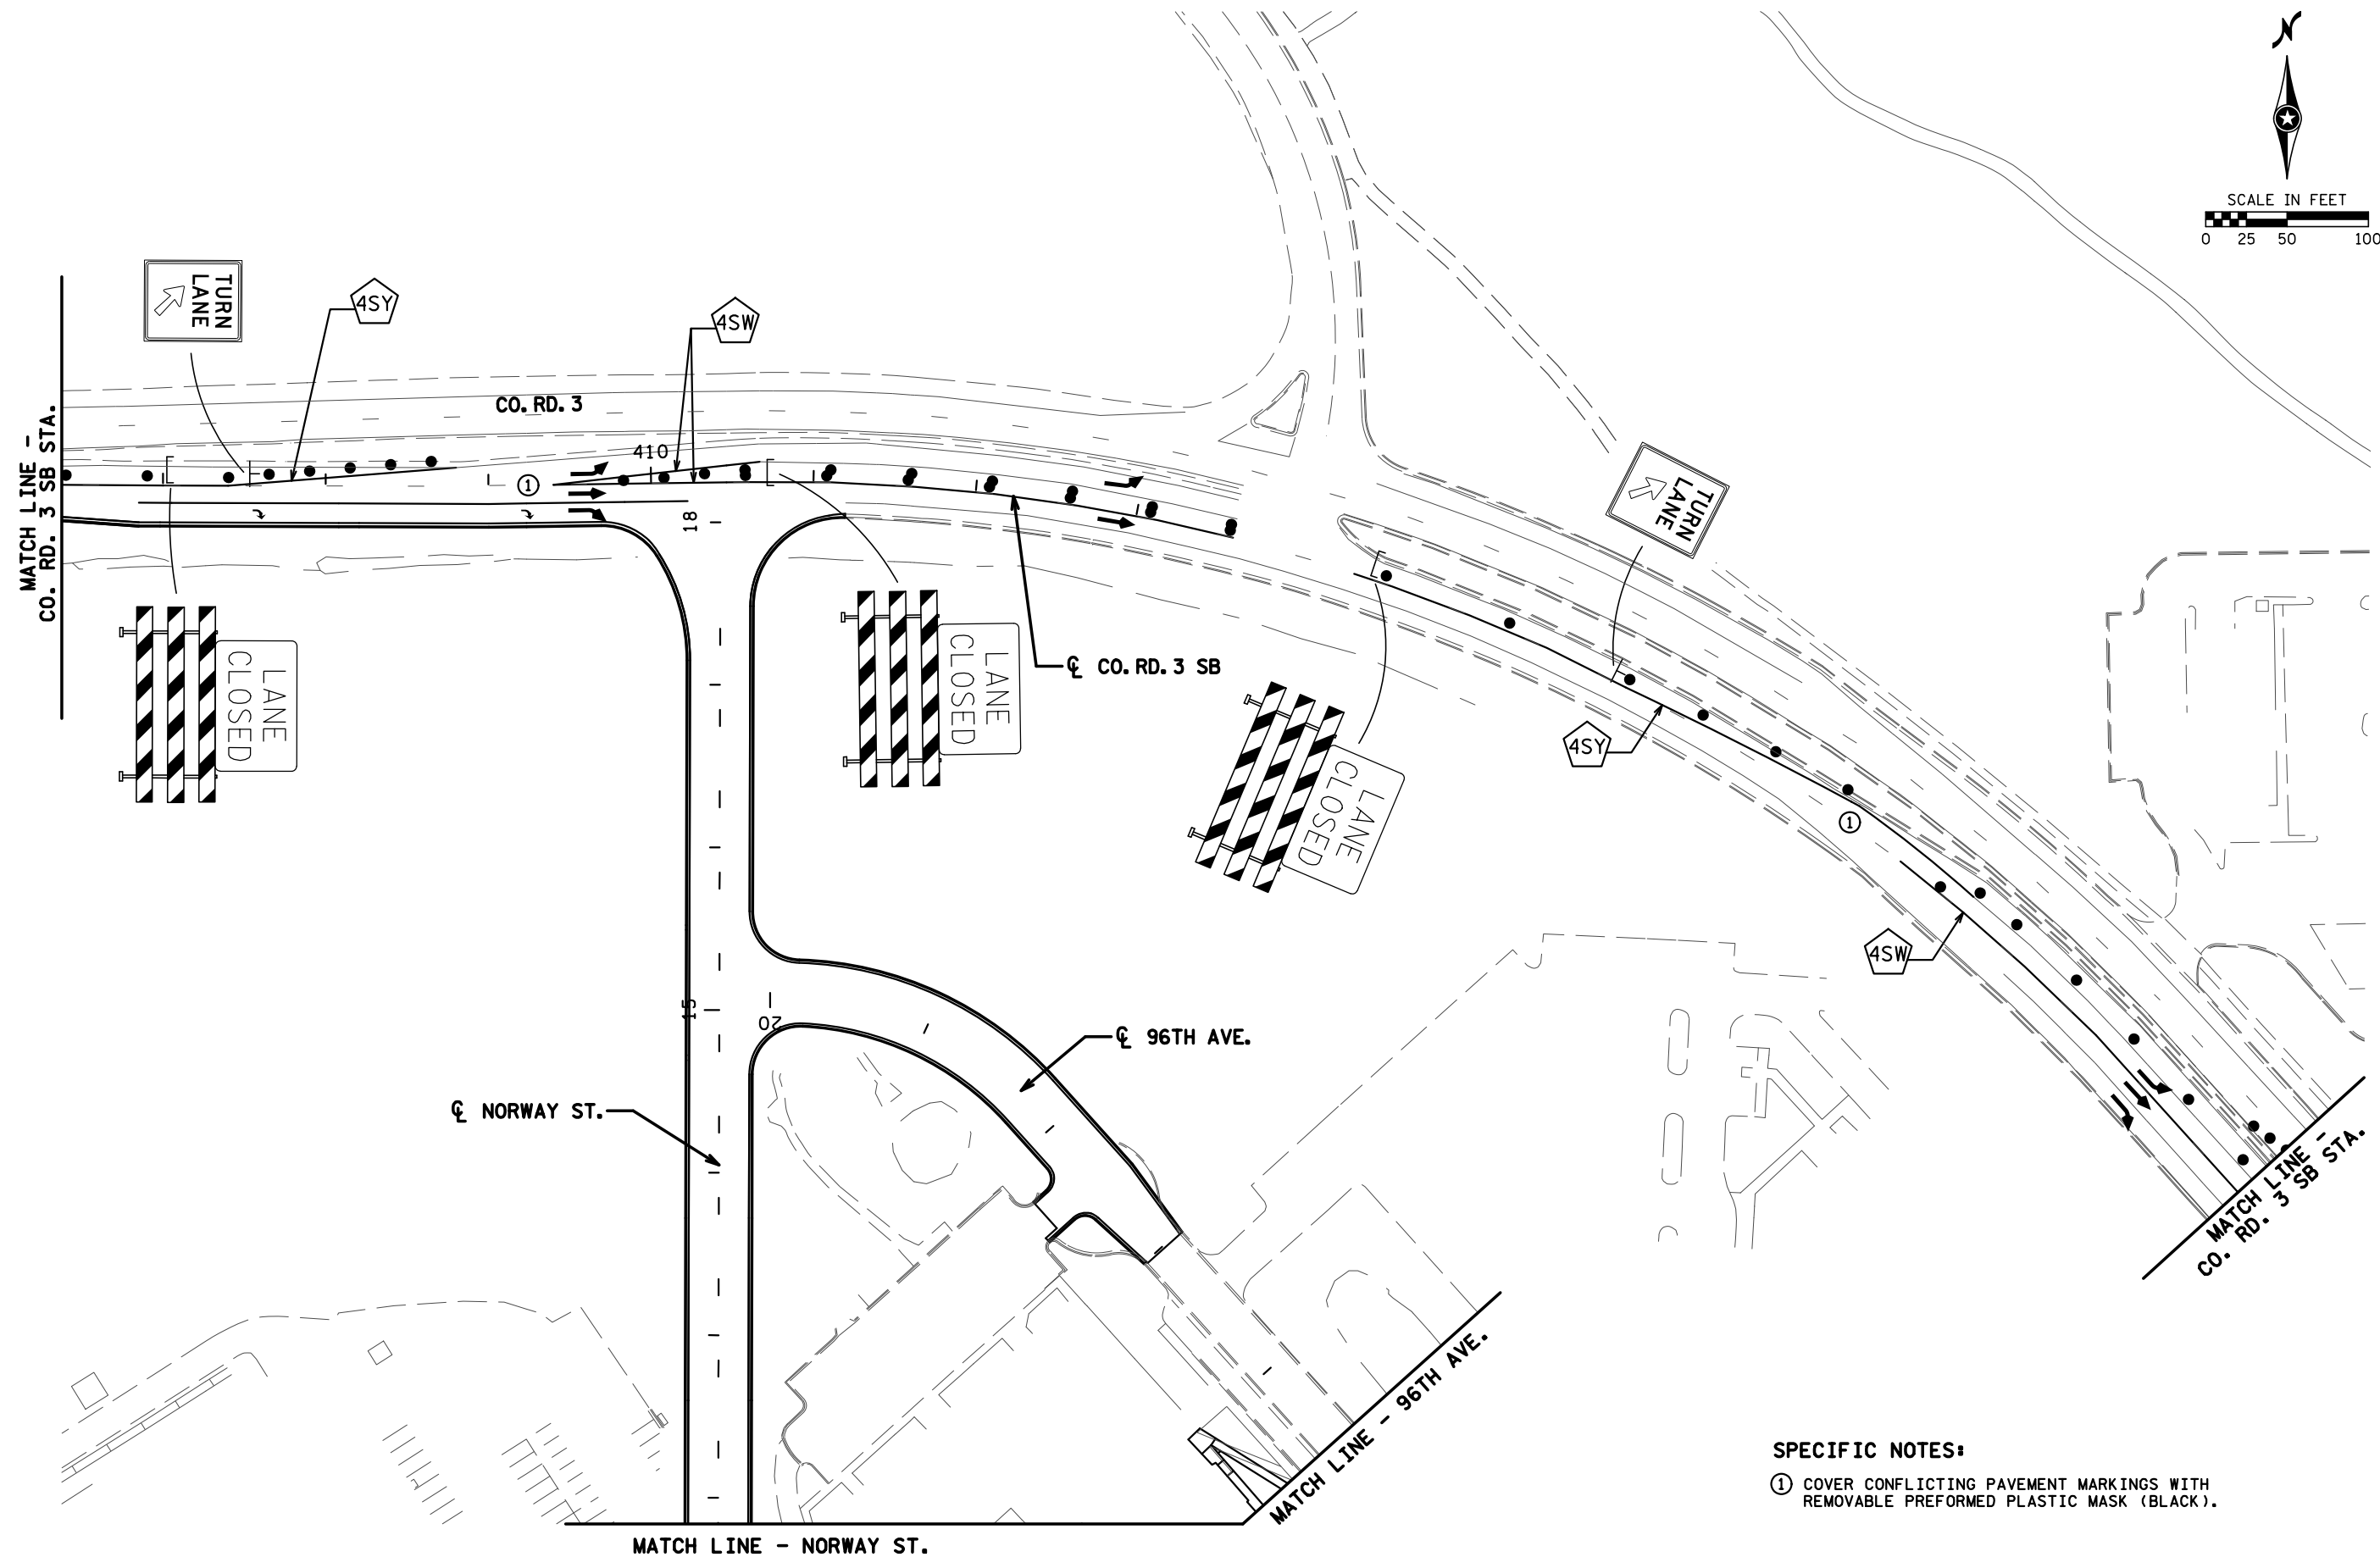 N
SCALE IN FEET
0 25 50 100
TURN
LANE
4SY
4SW
CO. RD. 3
410
MATCH LINE -
CO. RD. 3 SB STA.
1
18
TURN
LANE
LANE
CLOSED
LANE
CLOSED
℄ CO. RD. 3 SB
4SY
LANE
CLOSED
1
4SW
15
20
℄ 96TH AVE.
℄ NORWAY ST.
MATCH LINE -
CO. RD. 3 SB STA.
MATCH LINE - 96TH AVE.
MATCH LINE - NORWAY ST.
SPECIFIC NOTES:
1 COVER CONFLICTING PAVEMENT MARKINGS WITH
REMOVABLE PREFORMED PLASTIC MASK (BLACK).